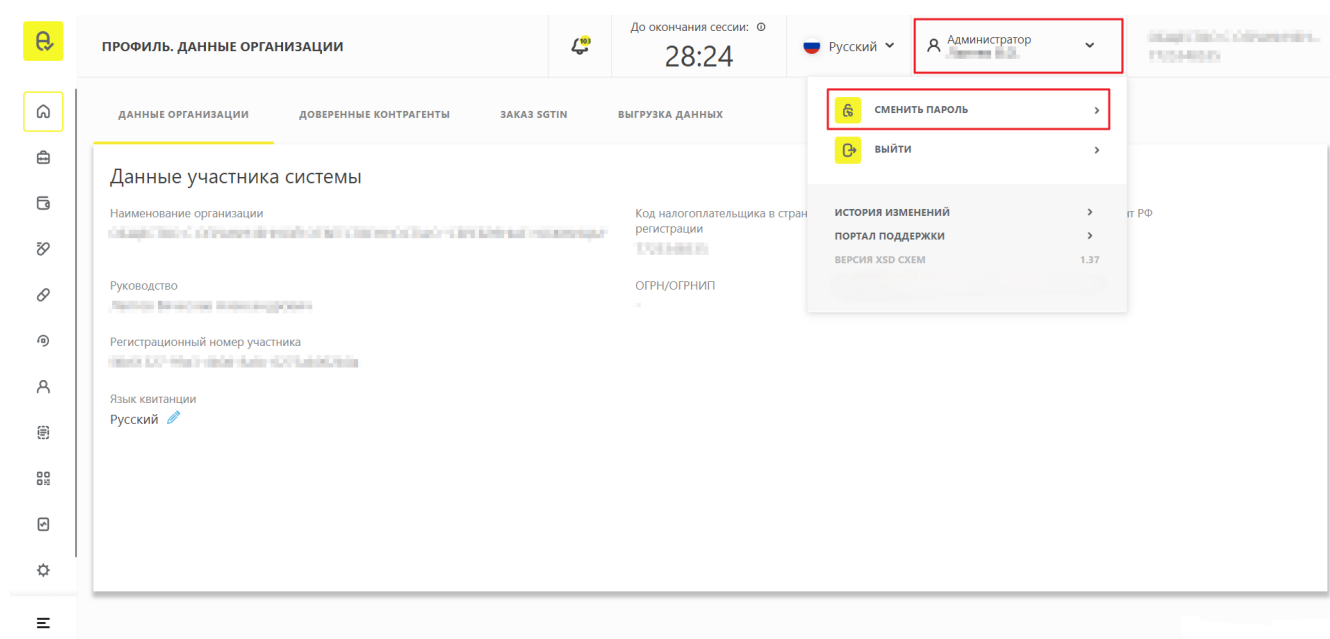 ПРОФИЛЬ. ДАННЫЕ ОРГАНИЗАЦИИ
103
До окончания сессии:
28:24
Русский
Администратор
ДАННЫЕ ОРГАНИЗАЦИИ
ДОВЕРЕННЫЕ КОНТРАГЕНТЫ
ЗАКАЗ SGTIN
ВЫГРУЗКА ДАННЫХ
СМЕНИТЬ ПАРОЛЬ
ВЫЙТИ
ИСТОРИЯ ИЗМЕНЕНИЙ
ПОРТАЛ ПОДДЕРЖКИ
ВЕРСИЯ XSD СХЕМ 1.37
Данные участника системы
Наименование организации
Код налогоплательщика в стран
регистрации
РФ
Руководство
ОГРН/ОГРНИП
-
Регистрационный номер участника
Язык квитанции
Русский